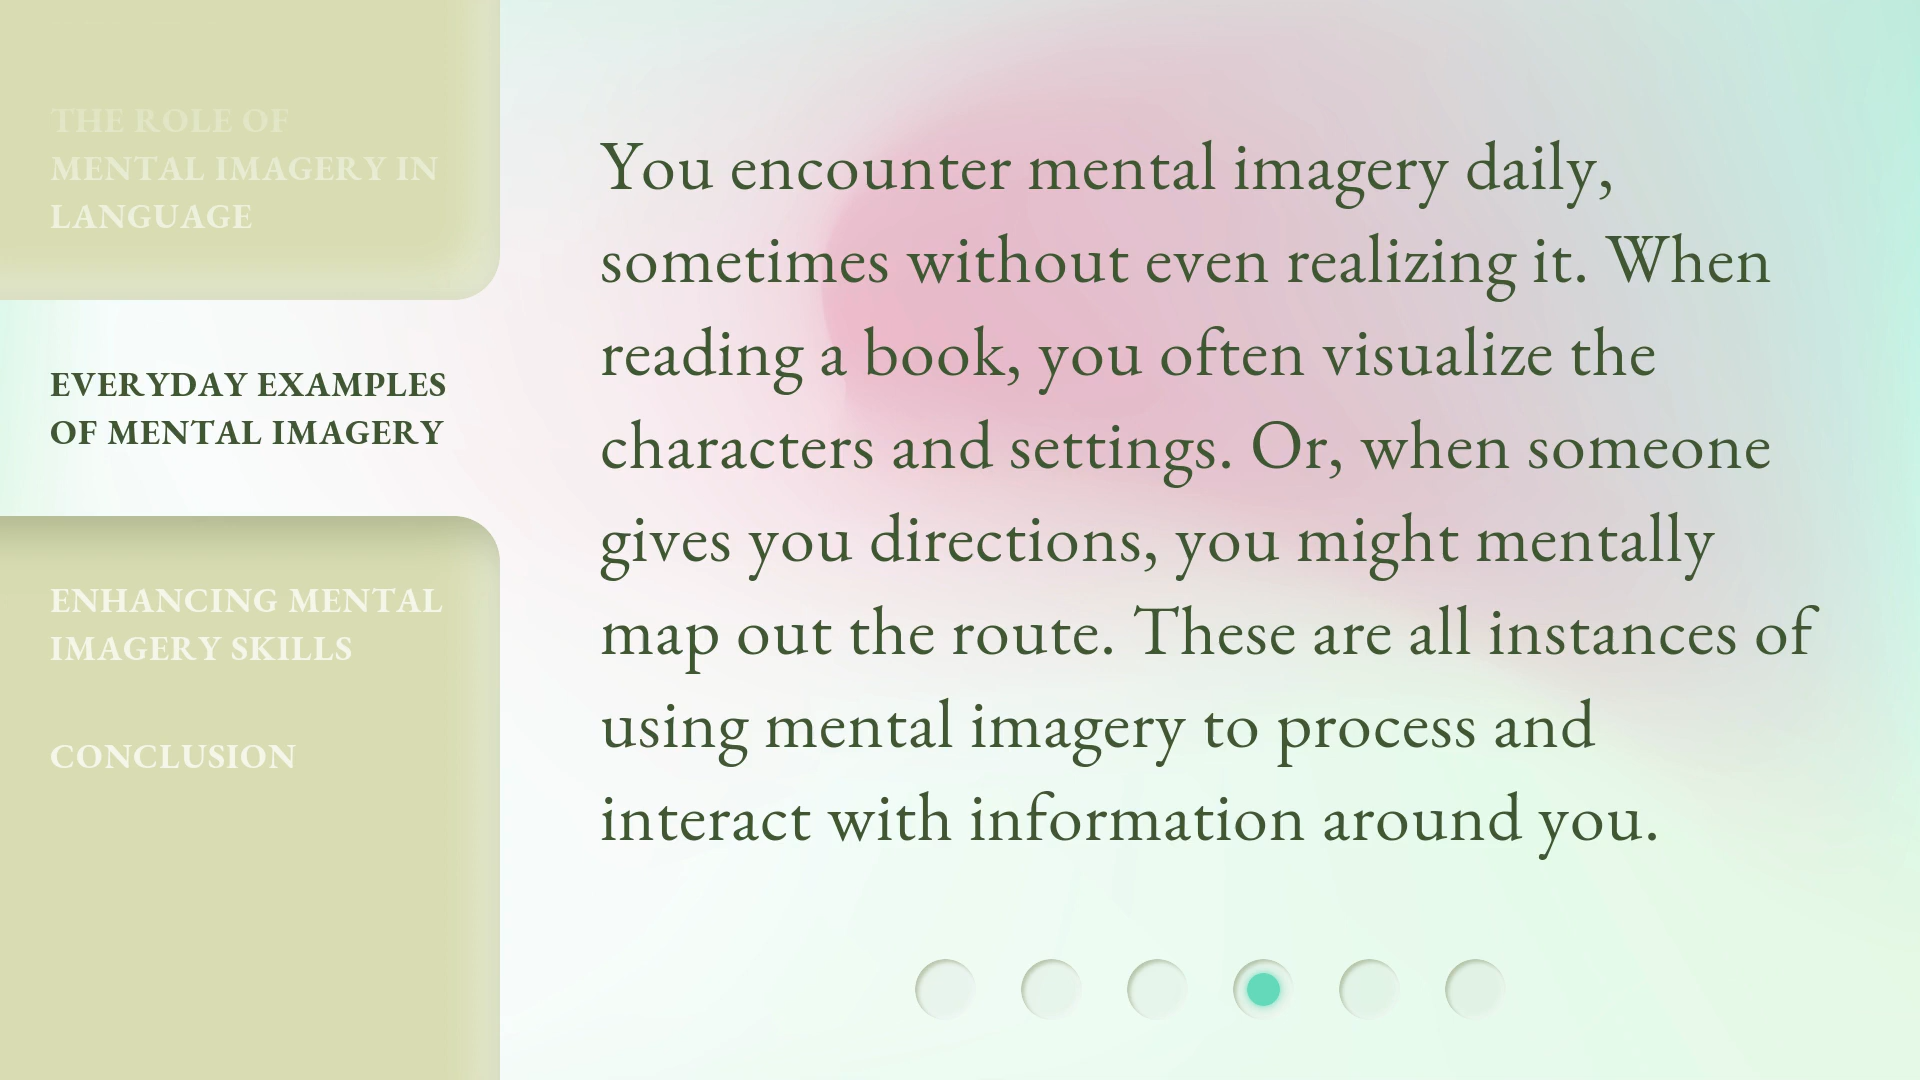 THE ROLE OF
MENTAL IMAGERY IN
LANGUAGE
EVERYDAY EXAMPLES
OF MENTAL IMAGERY
ENHANCING MENTAL
IMAGERY SKILLS
CONCLUSION
You encounter mental imagery daily,
sometimes without even realizing it. When
reading a book, you often visualize the
characters and settings. Or, when someone
gives you directions, you might mentally
map out the route. These are all instances of
using mental imagery to process and
interact with information around you.